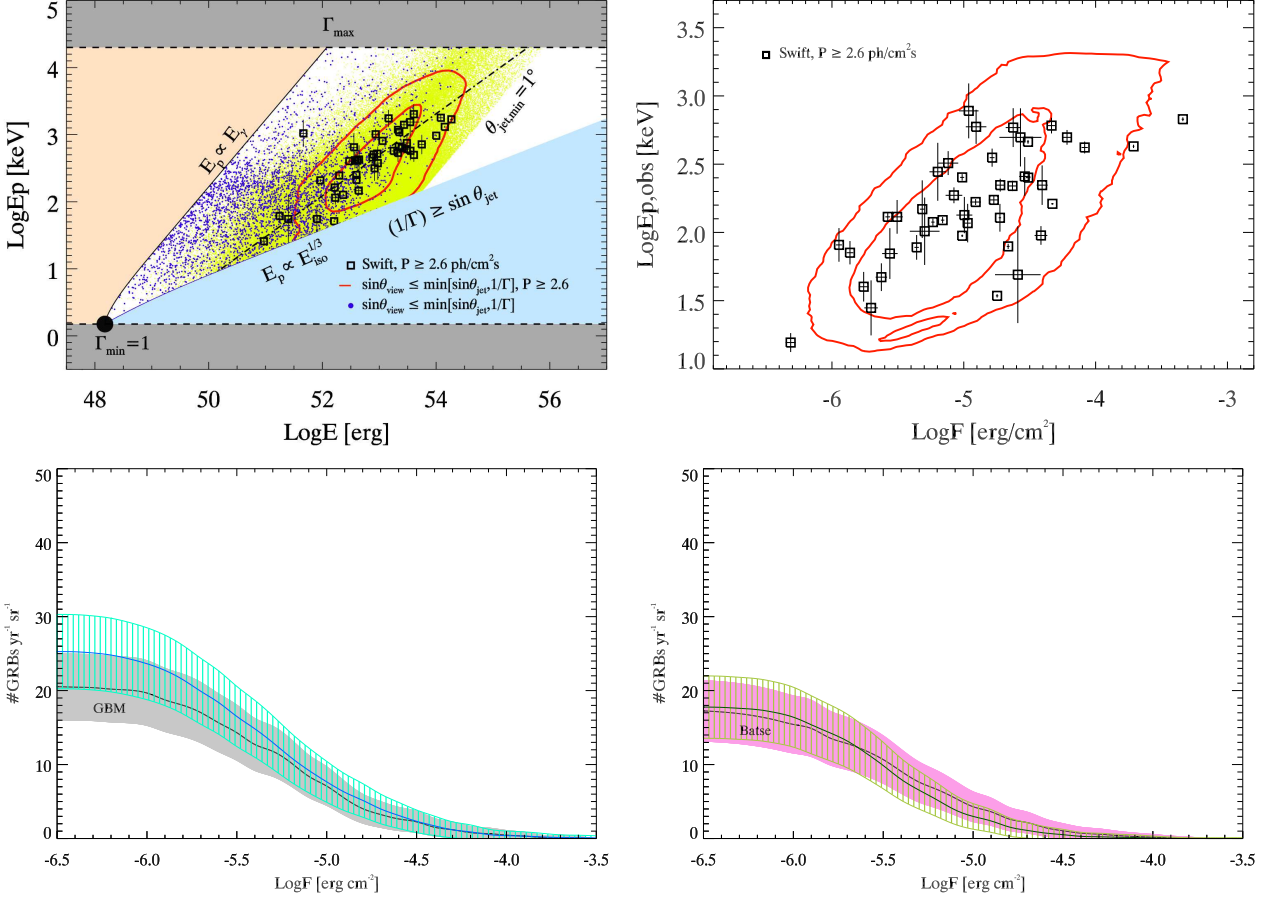 5
4
3
2
1
0
LogEp [keV]
Γmax
Ep ∝ Eγ
θjet,min = 1°
(1/Γ) ≥ sin θjet
Ep ∝ Eiso^1/3
Swift, P ≥ 2.6 ph/cm²s
sinθview ≤ min[sinθjet,1/Γ], P ≥ 2.6
sinθview ≤ min[sinθjet,1/Γ]
Γmin=1
48 50 52 54 56
LogE [erg]
3.5
3.0
2.5
2.0
1.5
1.0
LogEp,obs [keV]
Swift, P ≥ 2.6 ph/cm²s
-6 -5 -4 -3
LogF [erg/cm²]
50
40
30
20
10
0
#GRBs yr⁻¹ sr⁻¹
GBM
-6.5 -6.0 -5.5 -5.0 -4.5 -4.0 -3.5
LogF [erg cm⁻²]
50
40
30
20
10
0
#GRBs yr⁻¹ sr⁻¹
Batse
-6.5 -6.0 -5.5 -5.0 -4.5 -4.0 -3.5
LogF [erg cm⁻²]